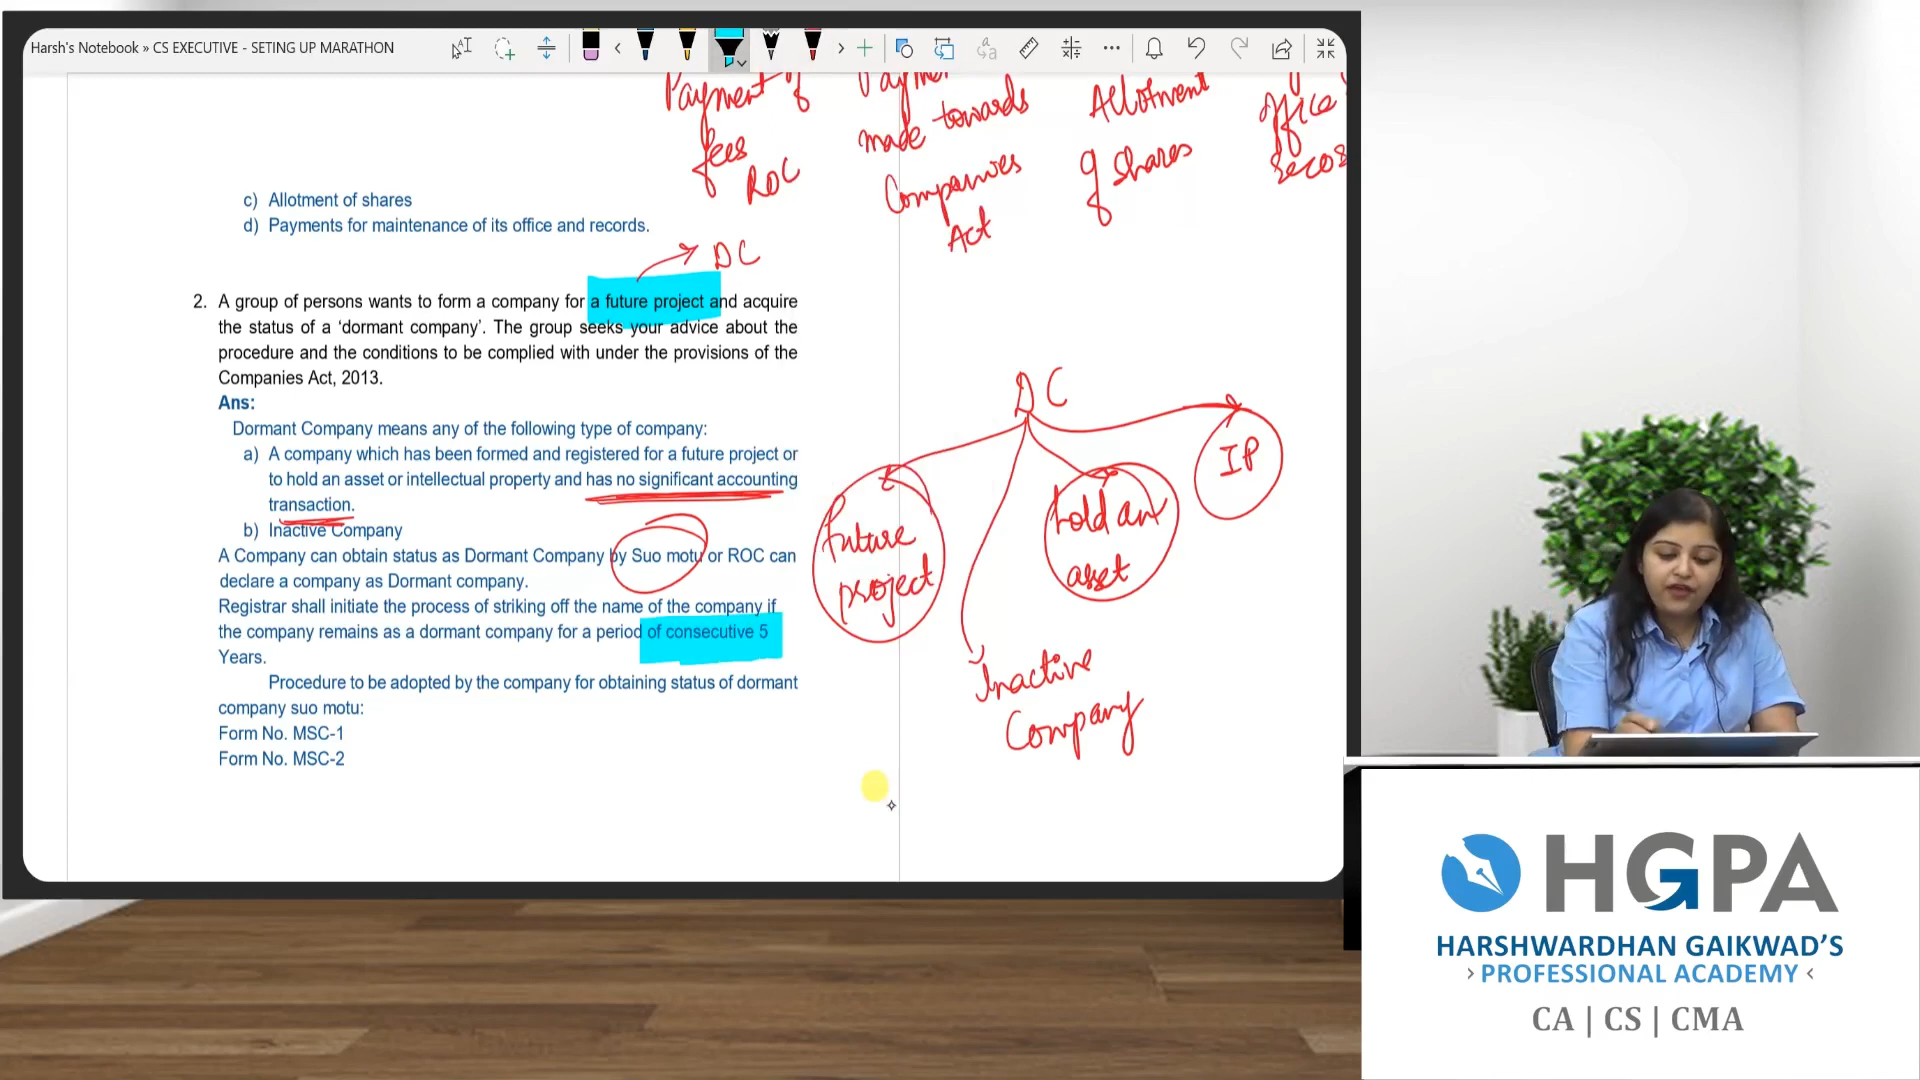 Harsh's Notebook » CS EXECUTIVE - SETING UP MARATHON
Payment of
fees
ROC
made towards
Companies
Act
Allotment
of shares
office
c) Allotment of shares
d) Payments for maintenance of its office and records.
DC
2. A group of persons wants to form a company for a future project and acquire
the status of a ‘dormant company’. The group seeks your advice about the
procedure and the conditions to be complied with under the provisions of the
Companies Act, 2013.
Ans:
Dormant Company means any of the following type of company:
a) A company which has been formed and registered for a future project or
to hold an asset or intellectual property and has no significant accounting
transaction.
b) Inactive Company
A Company can obtain status as Dormant Company by Suo motu or ROC can
declare a company as Dormant company.
Registrar shall initiate the process of striking off the name of the company if
the company remains as a dormant company for a period of consecutive 5
Years.
Procedure to be adopted by the company for obtaining status of dormant
company suo motu:
Form No. MSC-1
Form No. MSC-2
DC
future
project
hold an
asset
IP
Inactive
Company
HGPA
HARSHWARDHAN GAIKWAD’S
› PROFESSIONAL ACADEMY ‹
CA | CS | CMA